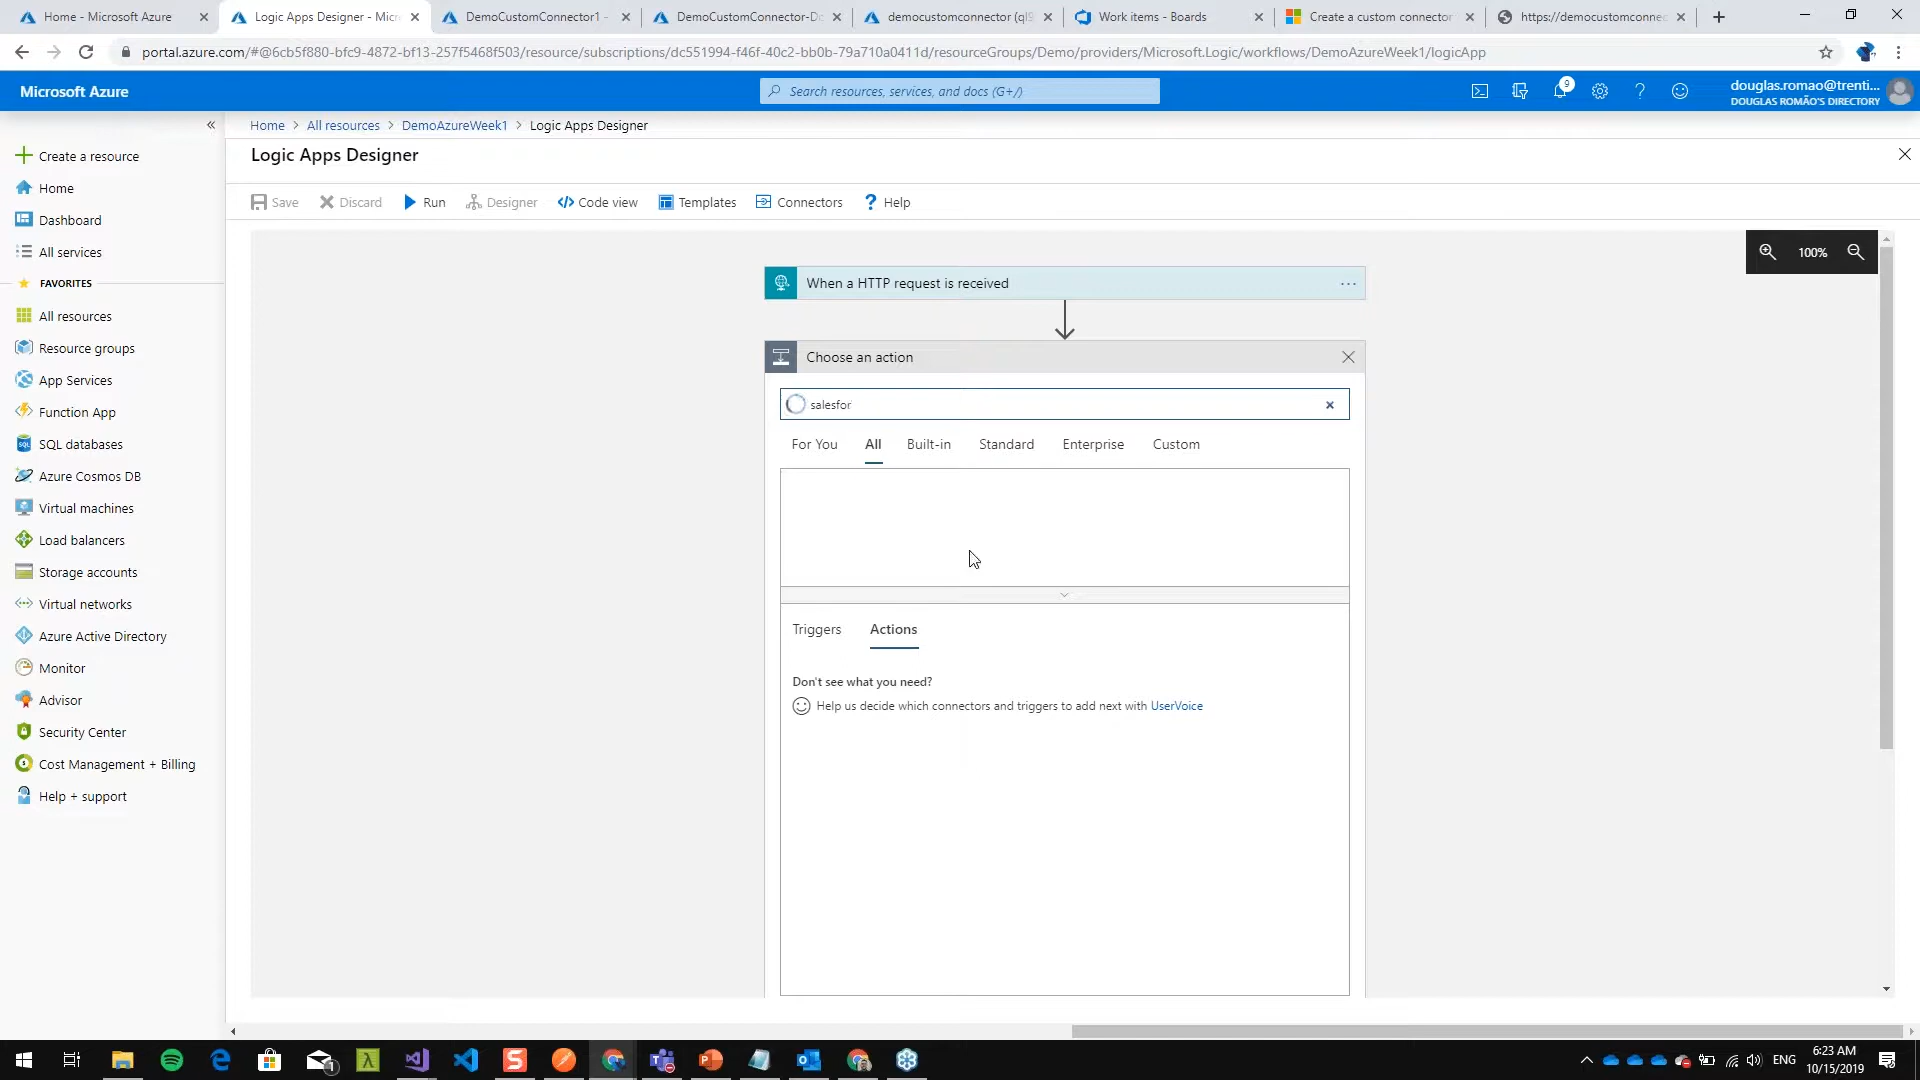 Home - Microsoft Azure
Logic Apps Designer - Micr
DemoCustomConnector1 -
DemoCustomConnector-D
democustomconnector (ql9
Work items - Boards
Create a custom connector
https://democustomconnec
portal.azure.com/#@6cb5f880-bfc9-4872-bf13-257f5468f503/resource/subscriptions/dc551994-f46f-40c2-bb0b-79a710a0411d/resourceGroups/Demo/providers/Microsoft.Logic/workflows/DemoAzureWeek1/logicApp
Microsoft Azure
Search resources, services, and docs (G+/)
9
douglas.romao@trenti...
DOUGLAS ROMÃO'S DIRECTORY
Home > All resources > DemoAzureWeek1 > Logic Apps Designer
Logic Apps Designer
Save
Discard
Run
Designer
Code view
Templates
Connectors
Help
Create a resource
Home
Dashboard
All services
FAVORITES
All resources
Resource groups
App Services
Function App
SQL databases
Azure Cosmos DB
Virtual machines
Load balancers
Storage accounts
Virtual networks
Azure Active Directory
Monitor
Advisor
Security Center
Cost Management + Billing
Help + support
100%
When a HTTP request is received
Choose an action
salesfor
For You
All
Built-in
Standard
Enterprise
Custom
Triggers
Actions
Don't see what you need?
Help us decide which connectors and triggers to add next with UserVoice
ENG
6:23 AM
10/15/2019